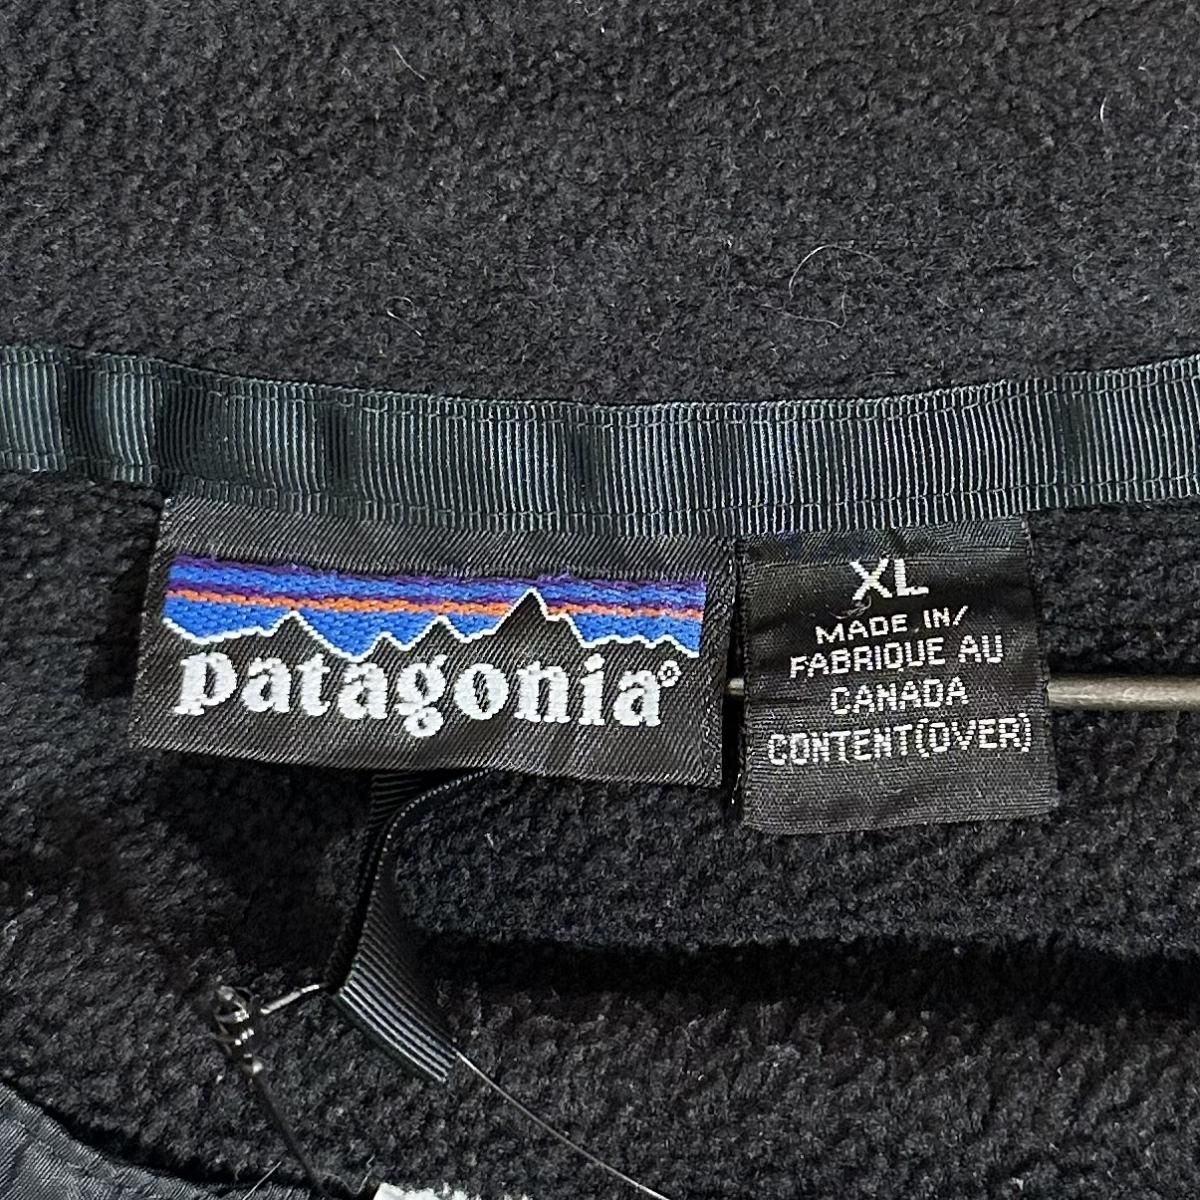 patagonia®
XL
MADE IN/
FABRIQUE AU
CANADA
CONTENT(OVER)